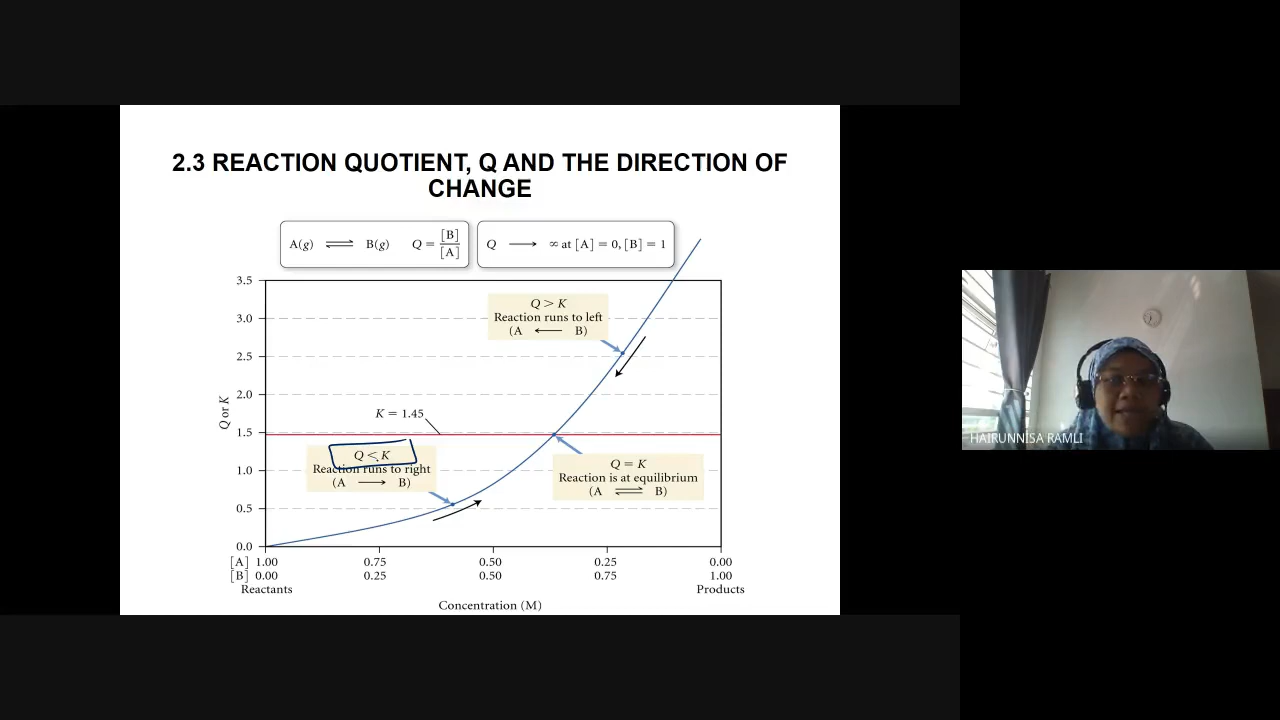 2.3 REACTION QUOTIENT, Q AND THE DIRECTION OF
CHANGE
A(g) ⇌ B(g) Q = [B]/[A]
Q ⟶ ∞ at [A] = 0, [B] = 1
3.5
3.0
2.5
2.0
1.5
1.0
0.5
0.0
Q or K
Q > K
Reaction runs to left
(A ⟵ B)
K = 1.45
Q < K
Reaction runs to right
(A ⟶ B)
Q = K
Reaction is at equilibrium
(A ⇌ B)
[A] 1.00 0.75 0.50 0.25 0.00
[B] 0.00 0.25 0.50 0.75 1.00
Reactants Products
Concentration (M)
HAIRUNNISA RAMLI